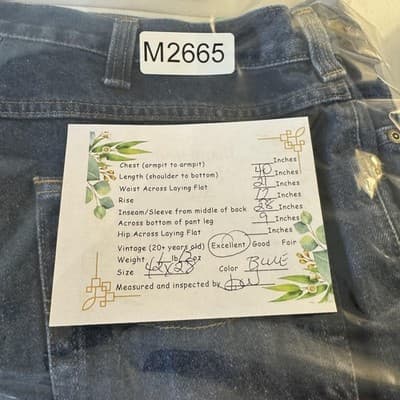 M2665
Chest (armpit to armpit) Inches
Length (shoulder to bottom) 40 Inches
Waist Across Laying Flat 21 Inches
Rise 12 Inches
Inseam/Sleeve from middle of back 28 Inches
Across bottom of pant leg 9 Inches
Hip Across Laying Flat Inches
Vintage (20+ years old) Excellent Good Fair
Weight 1 lb oz
Size 42x28 Color BLUE
Measured and inspected by